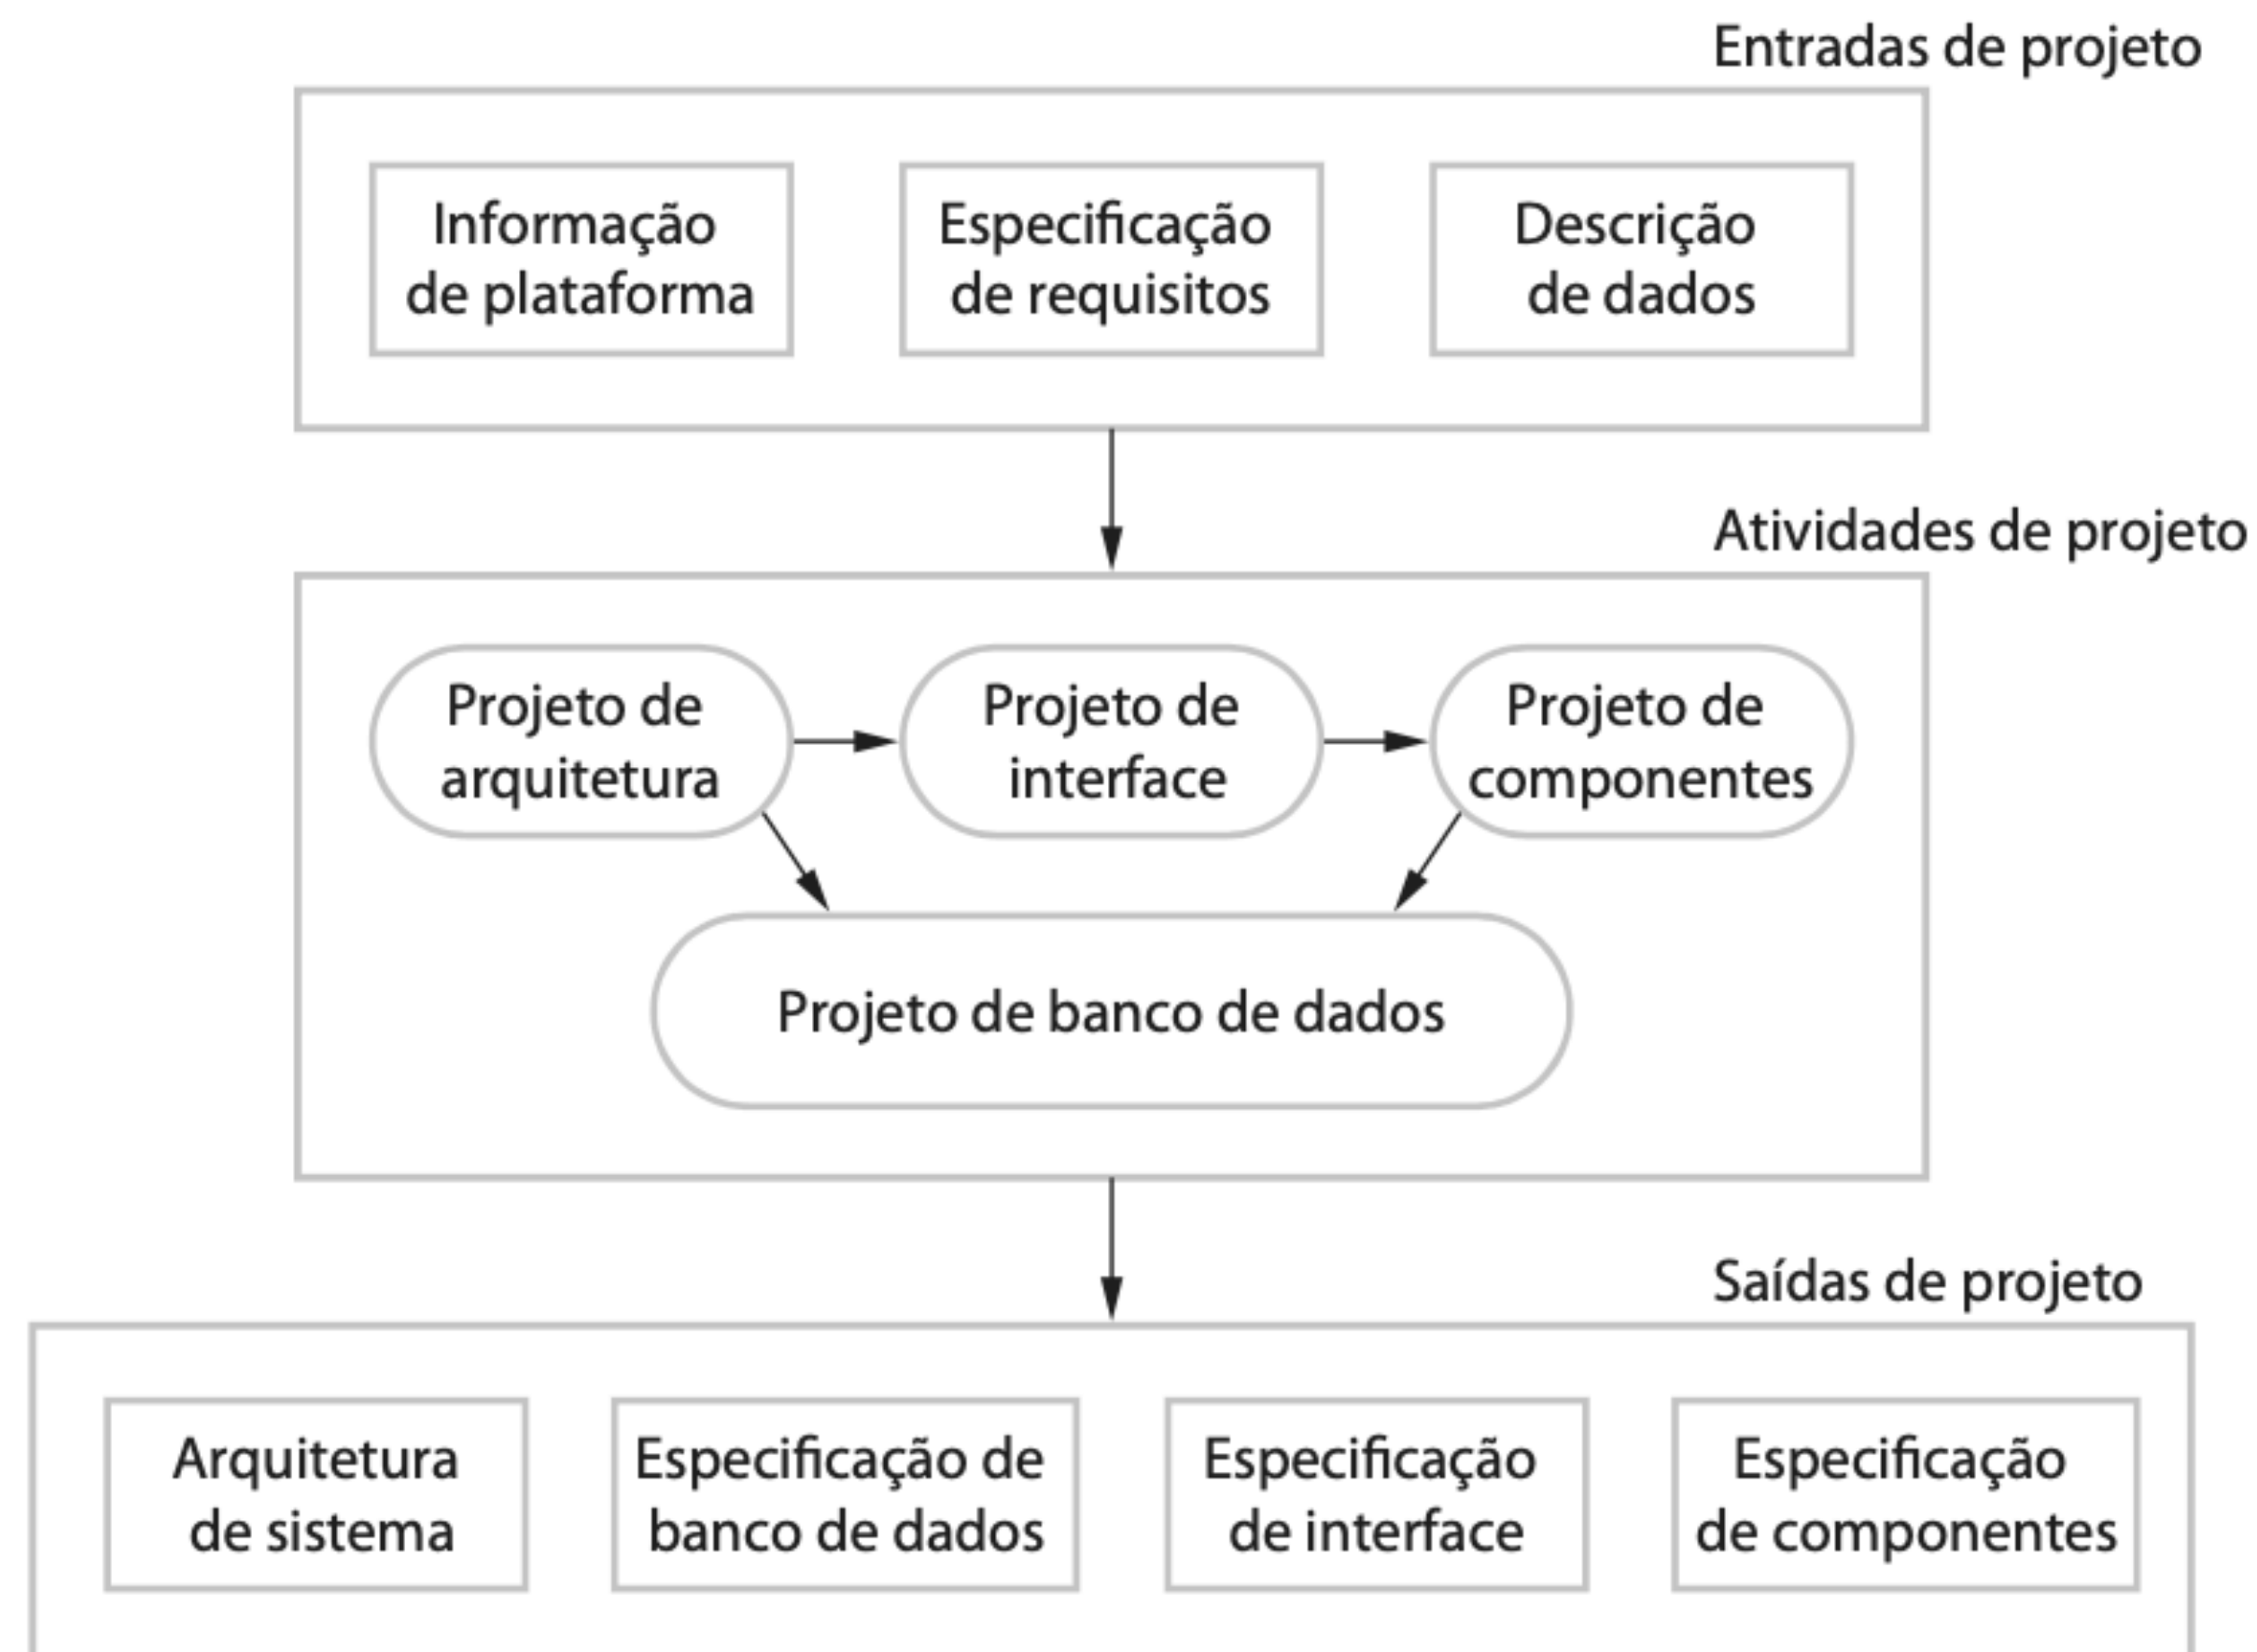 Entradas de projeto
Informação
de plataforma
Especificação
de requisitos
Descrição
de dados
Atividades de projeto
Projeto de
arquitetura
Projeto de
interface
Projeto de
componentes
Projeto de banco de dados
Saídas de projeto
Arquitetura
de sistema
Especificação de
banco de dados
Especificação
de interface
Especificação
de componentes